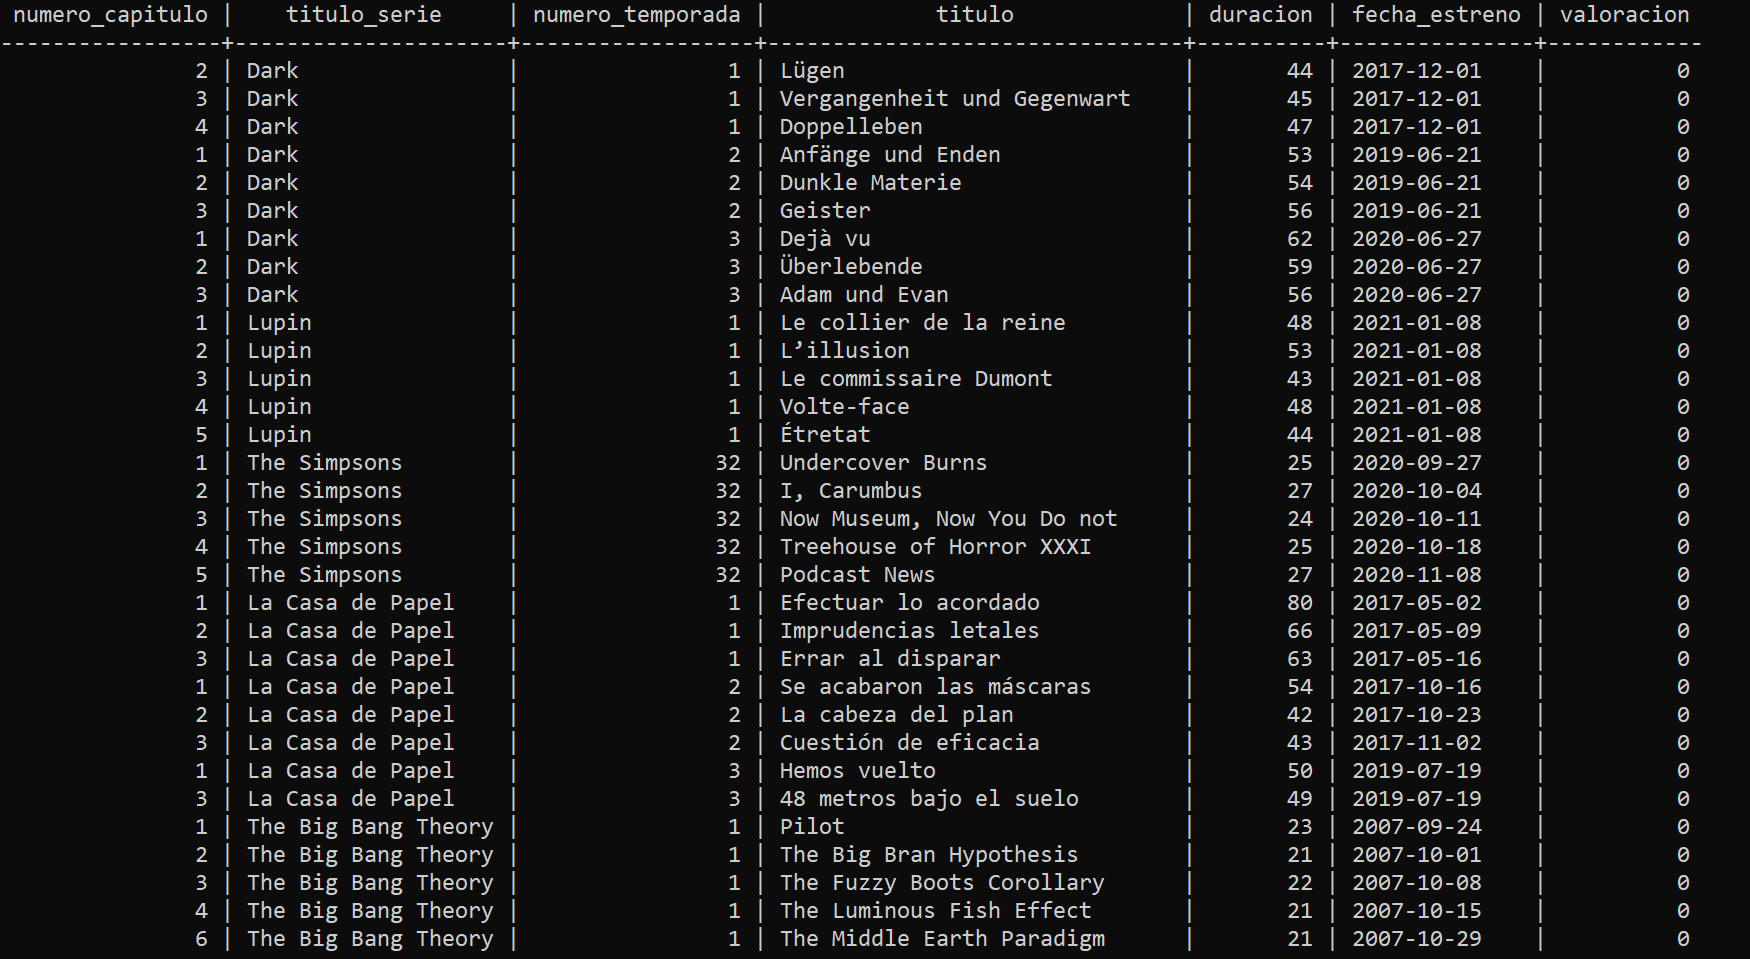 numero_capitulo |    titulo_serie     | numero_temporada |             titulo             | duracion | fecha_estreno | valoracion
-----------------+---------------------+------------------+--------------------------------+----------+---------------+------------
               2 | Dark                |                1 | Lügen                          |       44 | 2017-12-01    |          0
               3 | Dark                |                1 | Vergangenheit und Gegenwart    |       45 | 2017-12-01    |          0
               4 | Dark                |                1 | Doppelleben                    |       47 | 2017-12-01    |          0
               1 | Dark                |                2 | Anfänge und Enden              |       53 | 2019-06-21    |          0
               2 | Dark                |                2 | Dunkle Materie                 |       54 | 2019-06-21    |          0
               3 | Dark                |                2 | Geister                        |       56 | 2019-06-21    |          0
               1 | Dark                |                3 | Dejà vu                        |       62 | 2020-06-27    |          0
               2 | Dark                |                3 | Überlebende                    |       59 | 2020-06-27    |          0
               3 | Dark                |                3 | Adam und Evan                  |       56 | 2020-06-27    |          0
               1 | Lupin               |                1 | Le collier de la reine         |       48 | 2021-01-08    |          0
               2 | Lupin               |                1 | L’illusion                     |       53 | 2021-01-08    |          0
               3 | Lupin               |                1 | Le commissaire Dumont          |       43 | 2021-01-08    |          0
               4 | Lupin               |                1 | Volte-face                     |       48 | 2021-01-08    |          0
               5 | Lupin               |                1 | Étretat                        |       44 | 2021-01-08    |          0
               1 | The Simpsons        |               32 | Undercover Burns               |       25 | 2020-09-27    |          0
               2 | The Simpsons        |               32 | I, Carumbus                    |       27 | 2020-10-04    |          0
               3 | The Simpsons        |               32 | Now Museum, Now You Do not     |       24 | 2020-10-11    |          0
               4 | The Simpsons        |               32 | Treehouse of Horror XXXI       |       25 | 2020-10-18    |          0
               5 | The Simpsons        |               32 | Podcast News                   |       27 | 2020-11-08    |          0
               1 | La Casa de Papel    |                1 | Efectuar lo acordado           |       80 | 2017-05-02    |          0
               2 | La Casa de Papel    |                1 | Imprudencias letales           |       66 | 2017-05-09    |          0
               3 | La Casa de Papel    |                1 | Errar al disparar              |       63 | 2017-05-16    |          0
               1 | La Casa de Papel    |                2 | Se acabaron las máscaras       |       54 | 2017-10-16    |          0
               2 | La Casa de Papel    |                2 | La cabeza del plan             |       42 | 2017-10-23    |          0
               3 | La Casa de Papel    |                2 | Cuestión de eficacia           |       43 | 2017-11-02    |          0
               1 | La Casa de Papel    |                3 | Hemos vuelto                   |       50 | 2019-07-19    |          0
               3 | La Casa de Papel    |                3 | 48 metros bajo el suelo        |       49 | 2019-07-19    |          0
               1 | The Big Bang Theory |                1 | Pilot                          |       23 | 2007-09-24    |          0
               2 | The Big Bang Theory |                1 | The Big Bran Hypothesis        |       21 | 2007-10-01    |          0
               3 | The Big Bang Theory |                1 | The Fuzzy Boots Corollary      |       22 | 2007-10-08    |          0
               4 | The Big Bang Theory |                1 | The Luminous Fish Effect       |       21 | 2007-10-15    |          0
               6 | The Big Bang Theory |                1 | The Middle Earth Paradigm      |       21 | 2007-10-29    |          0